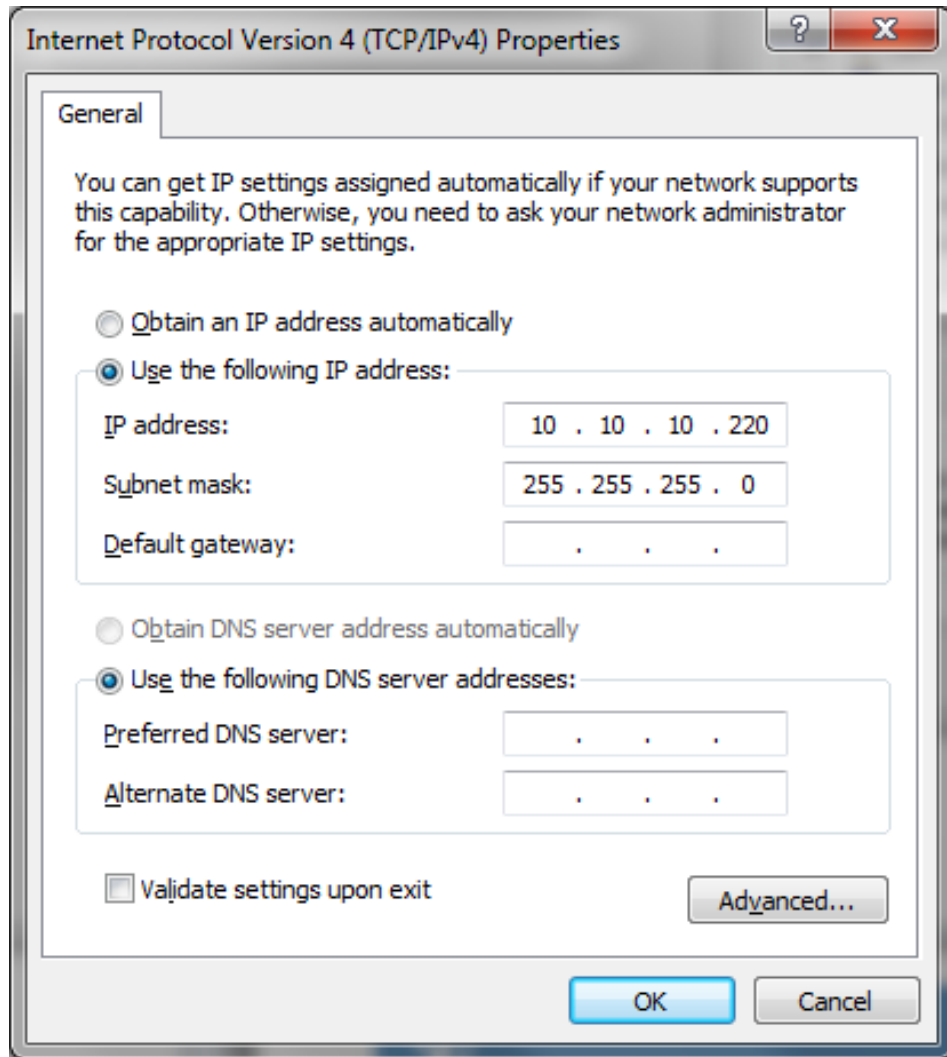 Internet Protocol Version 4 (TCP/IPv4) Properties
General
You can get IP settings assigned automatically if your network supports
this capability. Otherwise, you need to ask your network administrator
for the appropriate IP settings.
Obtain an IP address automatically
Use the following IP address:
IP address: 10 . 10 . 10 . 220
Subnet mask: 255 . 255 . 255 . 0
Default gateway: . . .
Obtain DNS server address automatically
Use the following DNS server addresses:
Preferred DNS server: . . .
Alternate DNS server: . . .
Validate settings upon exit
Advanced...
OK Cancel